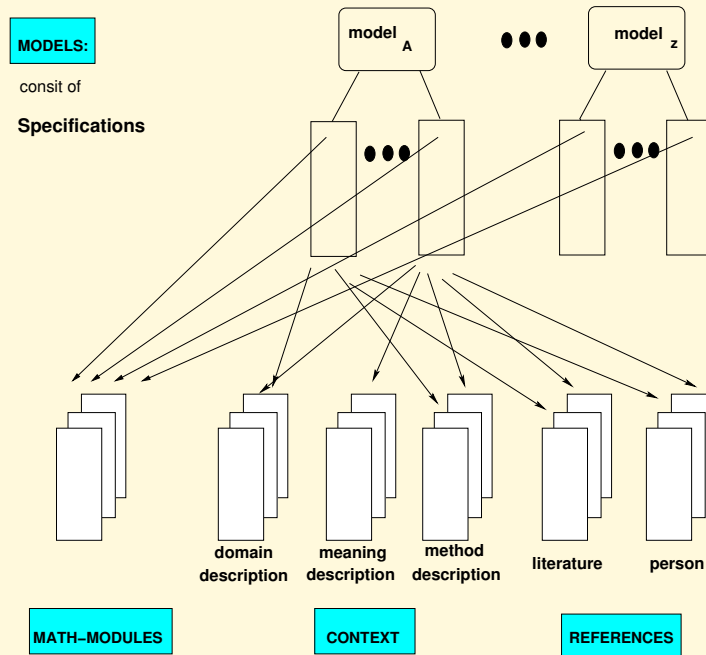 MODELS:
consit of
Specifications
model A
model z
domain
description
meaning
description
method
description
literature
person
MATH-MODULES
CONTEXT
REFERENCES